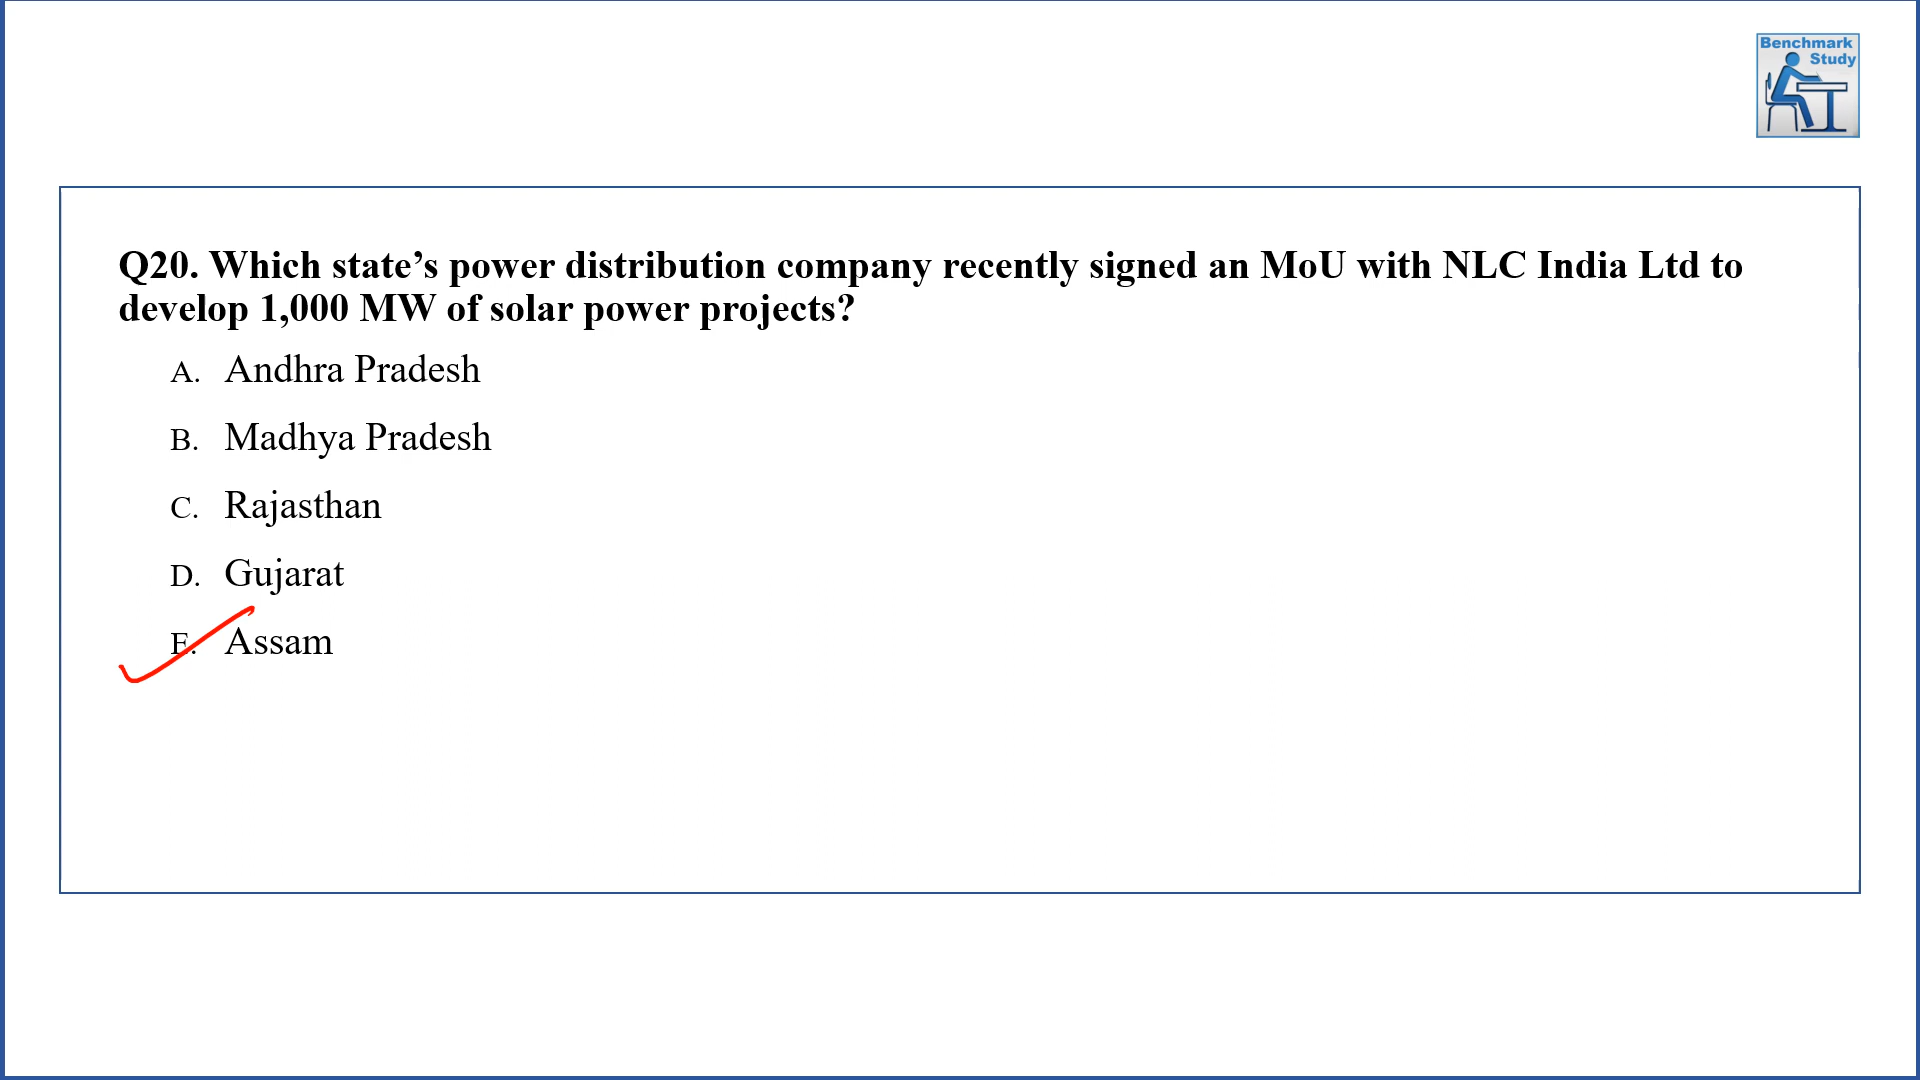 Benchmark
Study
Q20. Which state’s power distribution company recently signed an MoU with NLC India Ltd to
develop 1,000 MW of solar power projects?
A. Andhra Pradesh
B. Madhya Pradesh
C. Rajasthan
D. Gujarat
E. Assam